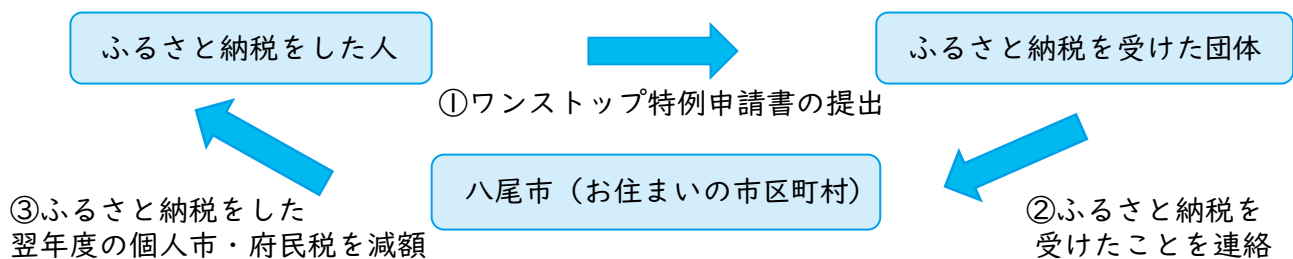 ふるさと納税をした人
ふるさと納税を受けた団体
①ワンストップ特例申請書の提出
八尾市（お住まいの市区町村）
②ふるさと納税を
受けたことを連絡
③ふるさと納税をした
翌年度の個人市・府民税を減額